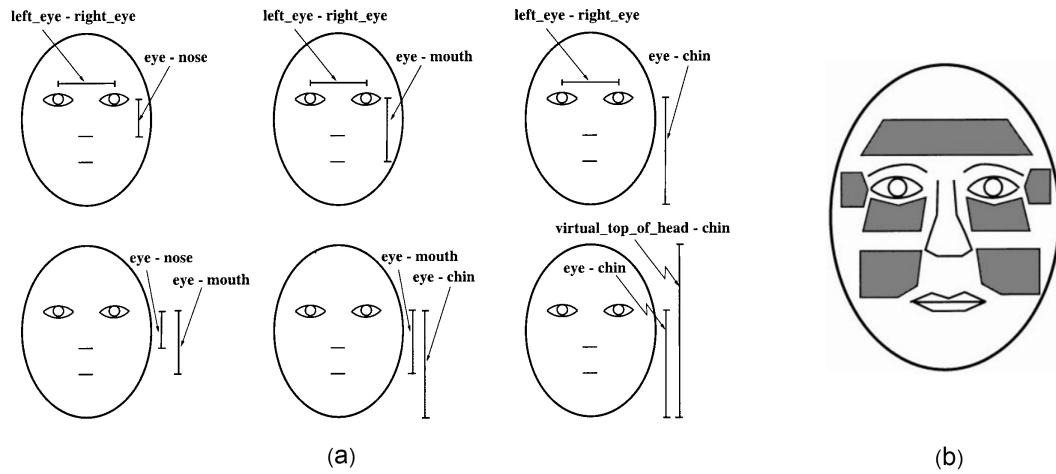 left_eye - right_eye
eye - nose
left_eye - right_eye
eye - mouth
left_eye - right_eye
eye - chin
eye - nose
eye - mouth
eye - mouth
eye - chin
virtual_top_of_head - chin
eye - chin
(a)
(b)